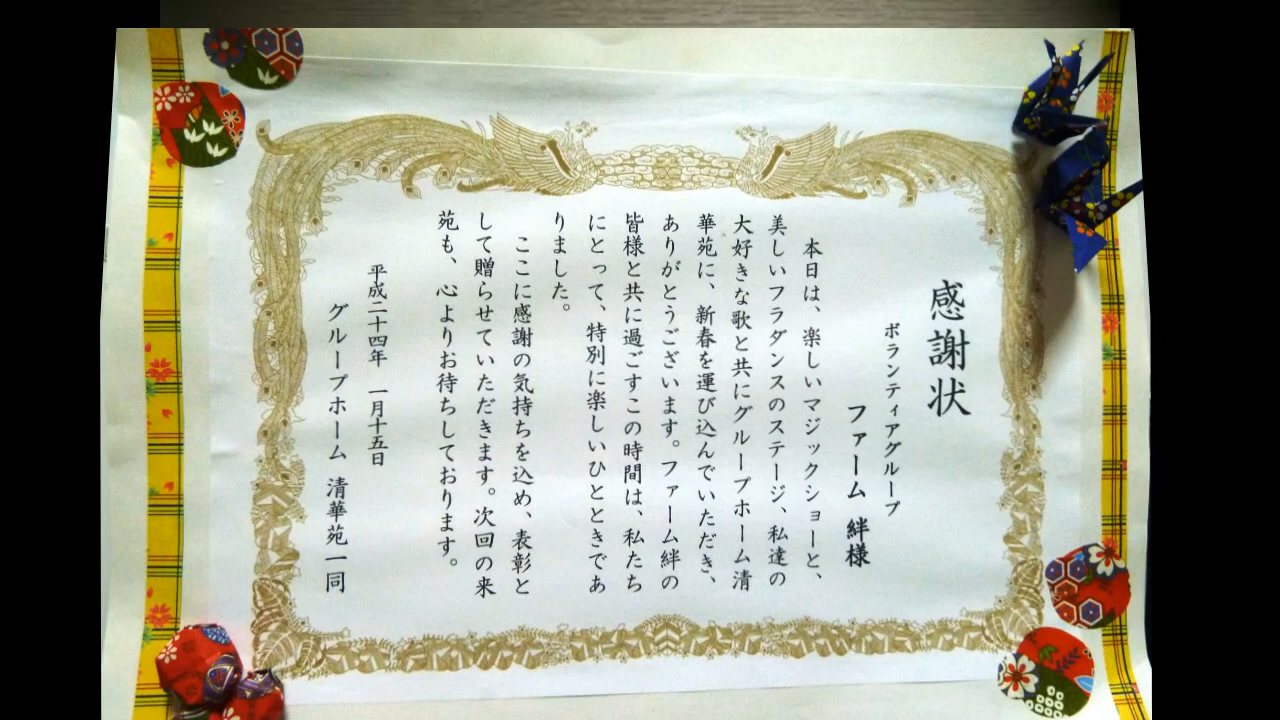 感謝状
ボランティアグループ
ファーム 絆様
本日は、楽しいマジックショーと、
美しいフラダンスのステージ、私達の
大好きな歌と共にグループホーム清
華苑に、新春を運び込んでいただき、
ありがとうございます。ファーム絆の
皆様と共に過ごすこの時間は、私たち
にとって、特別に楽しいひとときであ
りました。
ここに感謝の気持ちを込め、表彰と
して贈らせていただきます。次回の来
苑も、心よりお待ちしております。
平成二十四年 一月十五日
グループホーム 清華苑一同